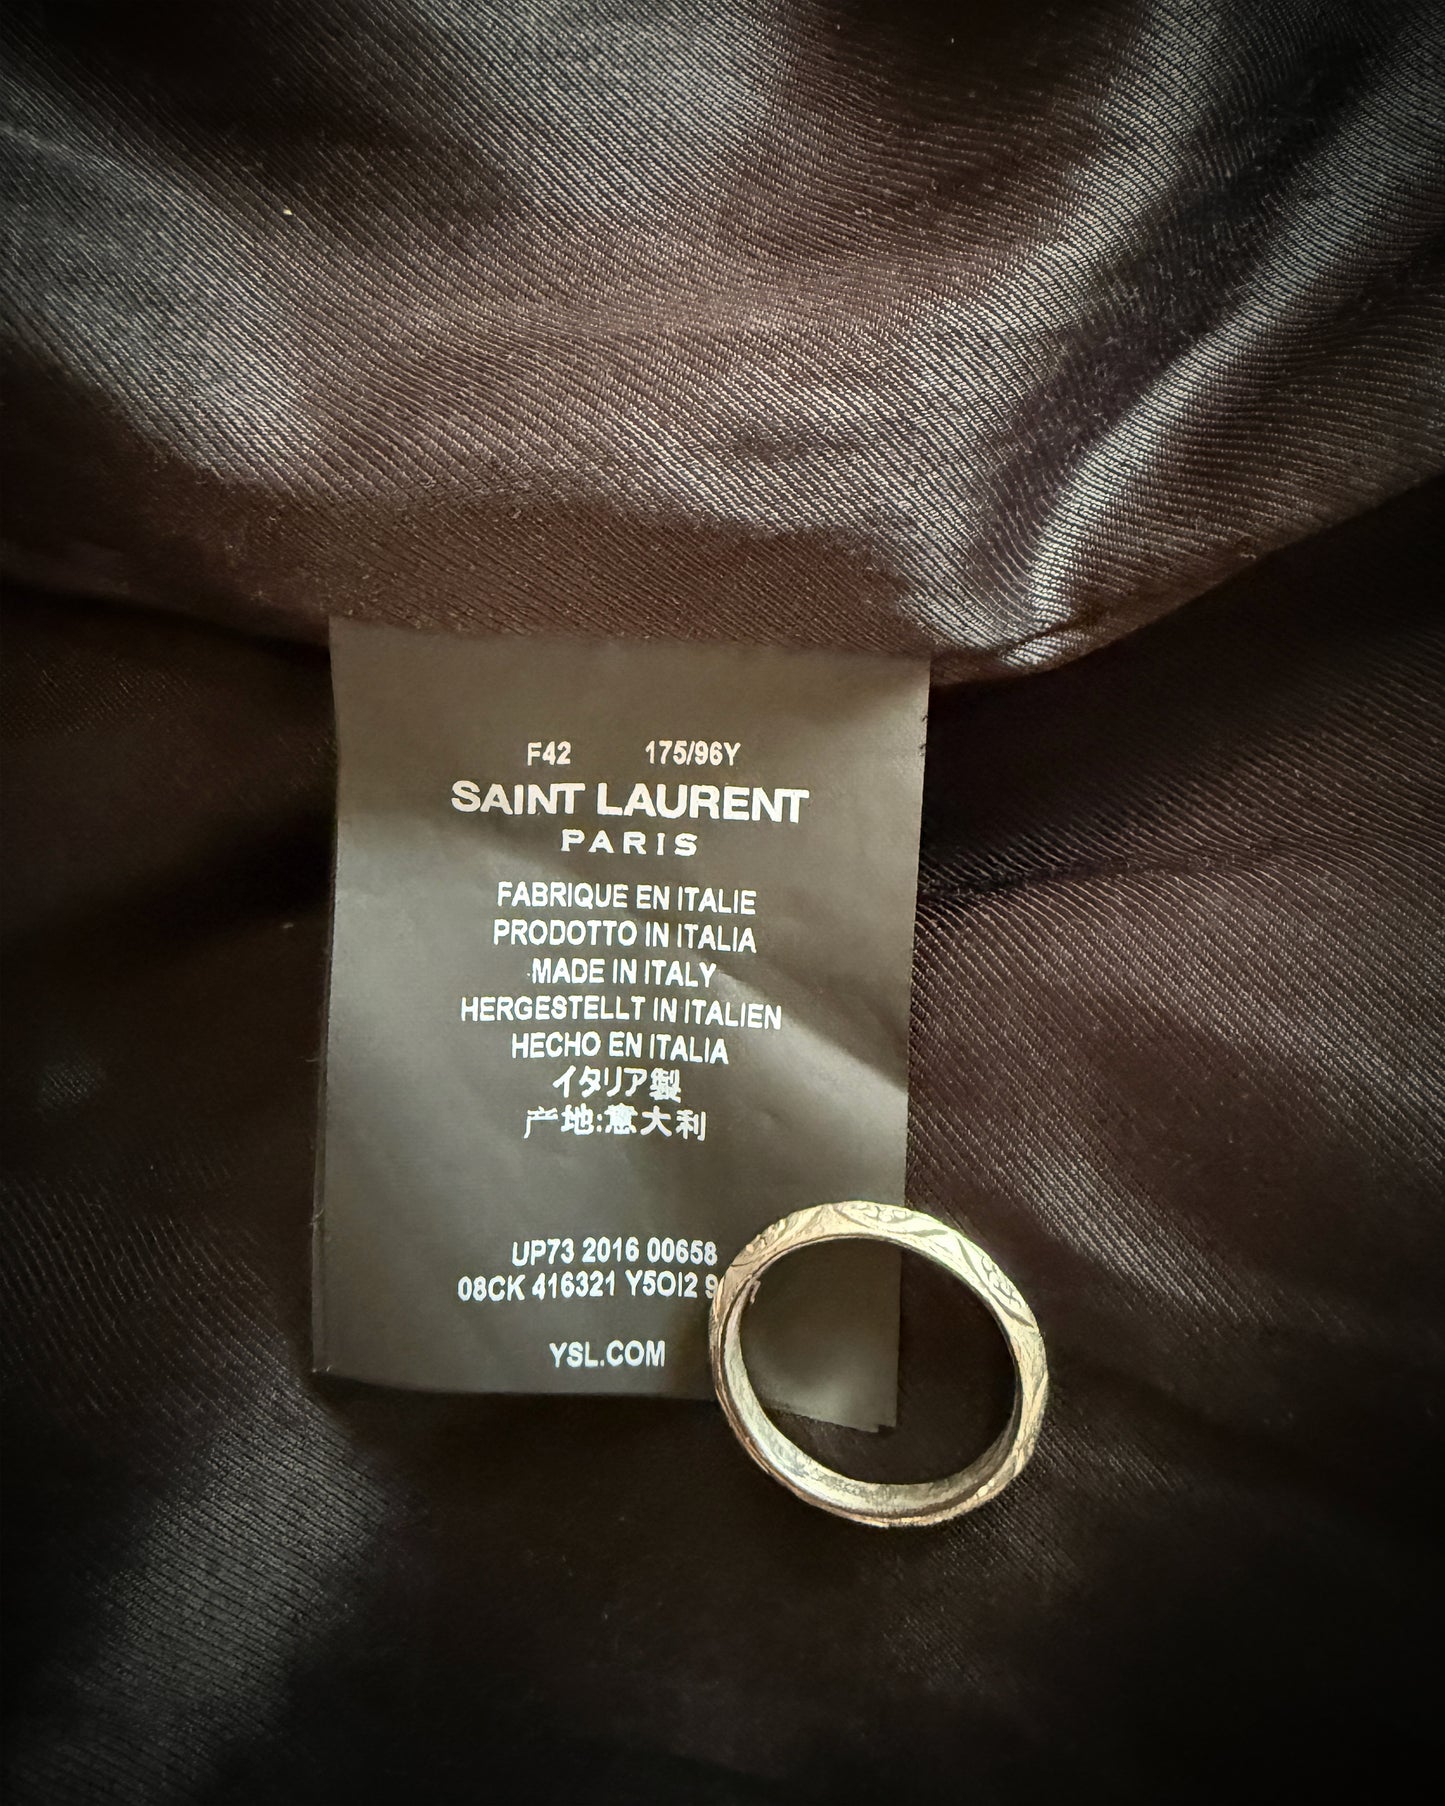 F42 175/96Y
SAINT LAURENT
PARIS
FABRIQUE EN ITALIE
PRODOTTO IN ITALIA
MADE IN ITALY
HERGESTELLT IN ITALIEN
HECHO EN ITALIA
イタリア製
产地:意大利
UP73 2016 00658
08CK 416321 Y5OI2
YSL.COM